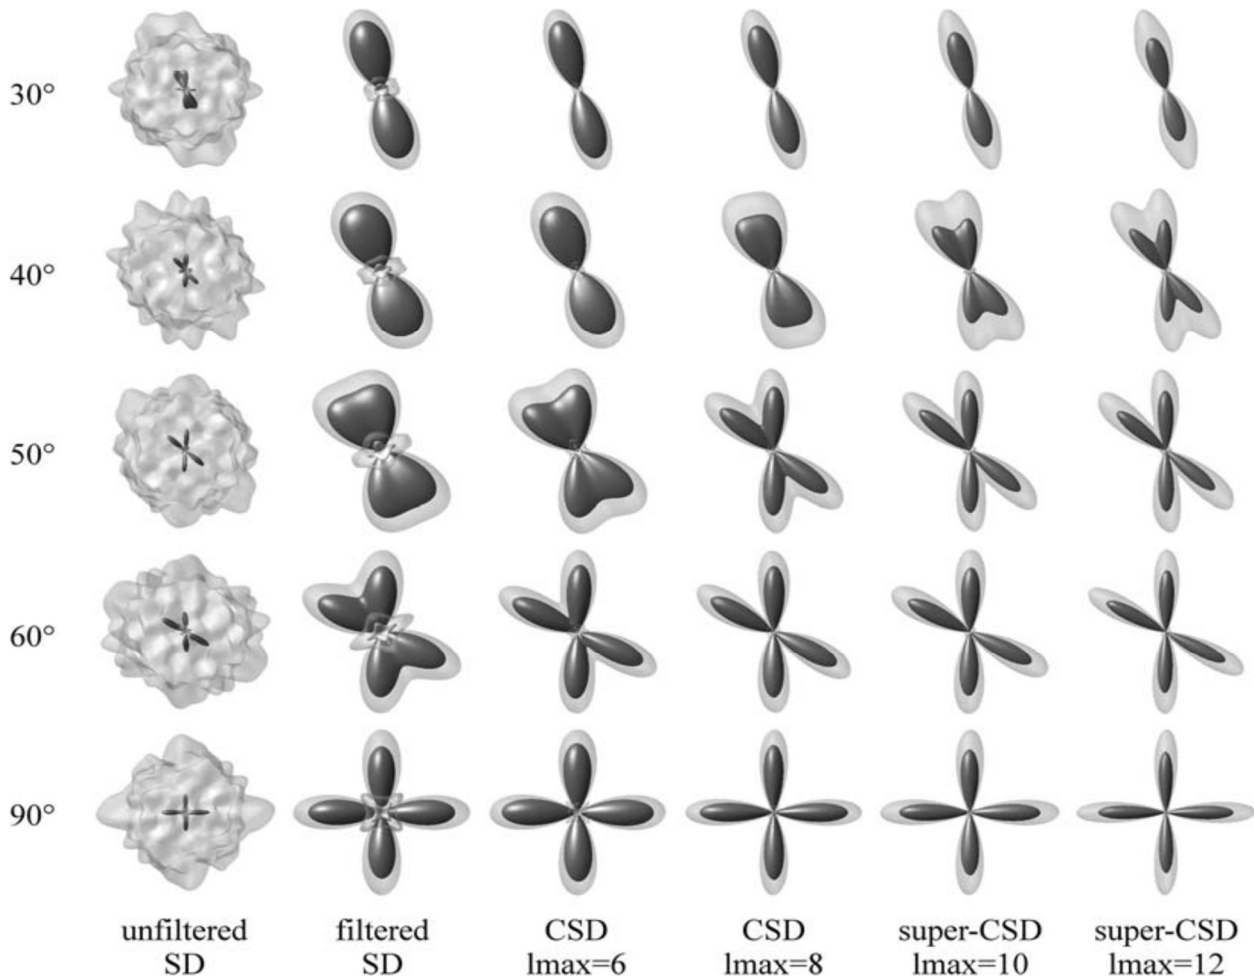 30°
40°
50°
60°
90°
unfiltered SD
filtered SD
CSD lmax=6
CSD lmax=8
super-CSD lmax=10
super-CSD lmax=12